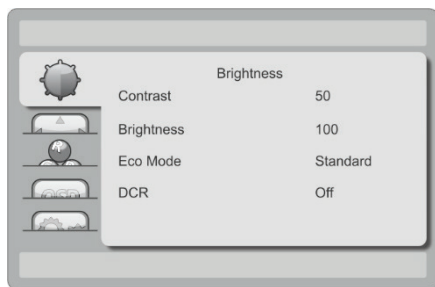 Brightness
Contrast 50
Brightness 100
Eco Mode Standard
DCR Off